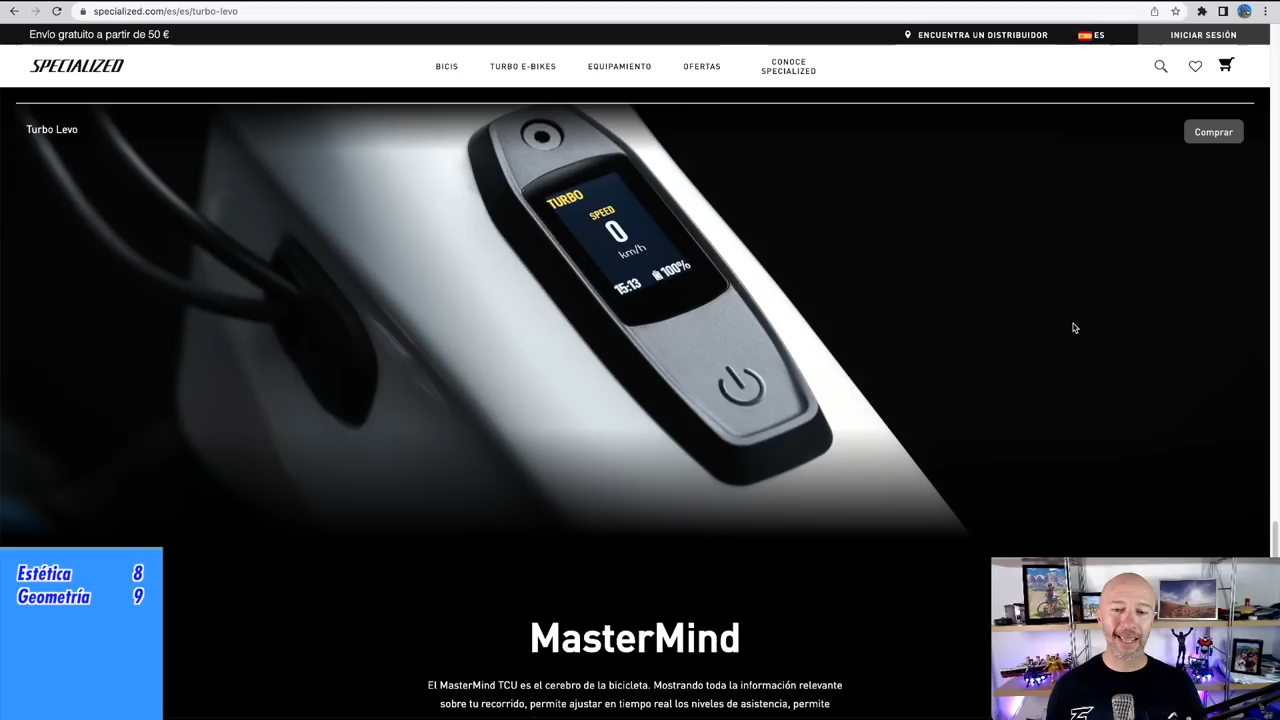 specialized.com/es/es/turbo-levo
Envío gratuito a partir de 50 €
ENCUENTRA UN DISTRIBUIDOR
ES
INICIAR SESIÓN
SPECIALIZED
BICIS
TURBO E-BIKES
EQUIPAMIENTO
OFERTAS
CONOCE
SPECIALIZED
Turbo Levo
Comprar
TURBO
SPEED
0
km/h
15:13 100%
Estética 8
Geometría 9
MasterMind
El MasterMind TCU es el cerebro de la bicicleta. Mostrando toda la información relevante
sobre tu recorrido, permite ajustar en tiempo real los niveles de asistencia, permite